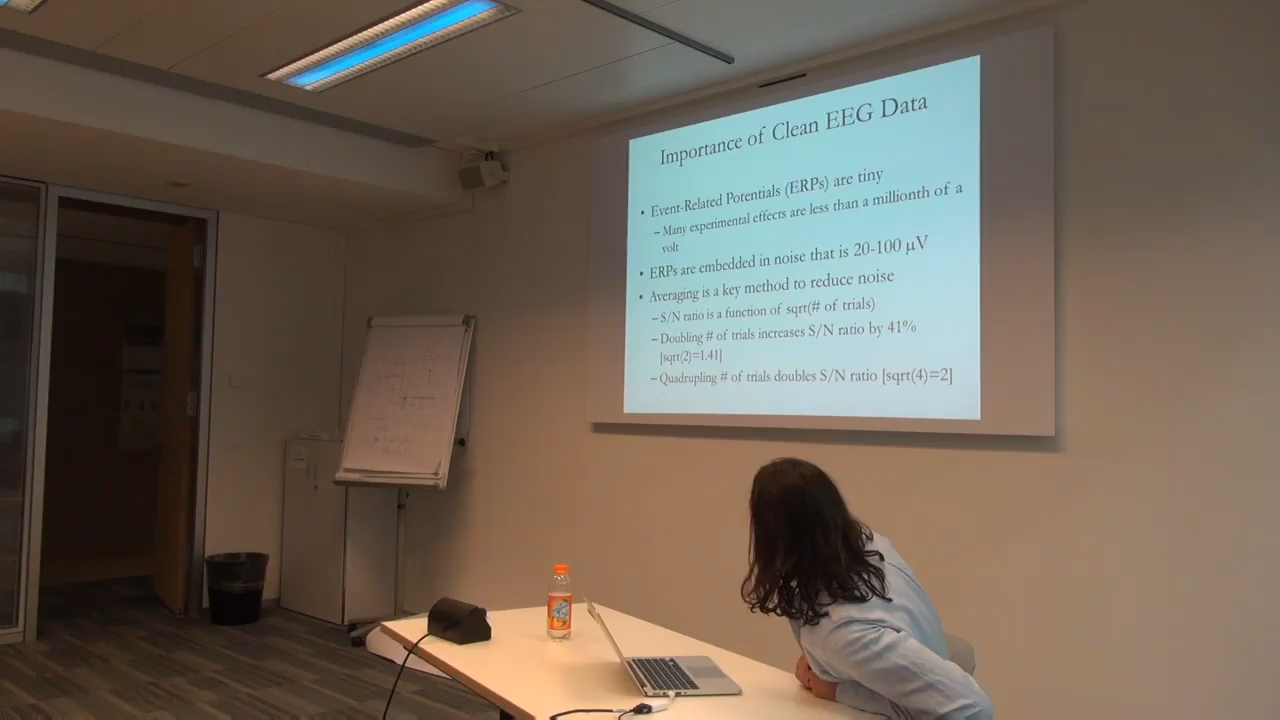 Importance of Clean EEG Data
• Event-Related Potentials (ERPs) are tiny
– Many experimental effects are less than a millionth of a
volt
• ERPs are embedded in noise that is 20-100 µV
• Averaging is a key method to reduce noise
– S/N ratio is a function of sqrt(# of trials)
– Doubling # of trials increases S/N ratio by 41%
[sqrt(2)=1.41]
– Quadrupling # of trials doubles S/N ratio [sqrt(4)=2]